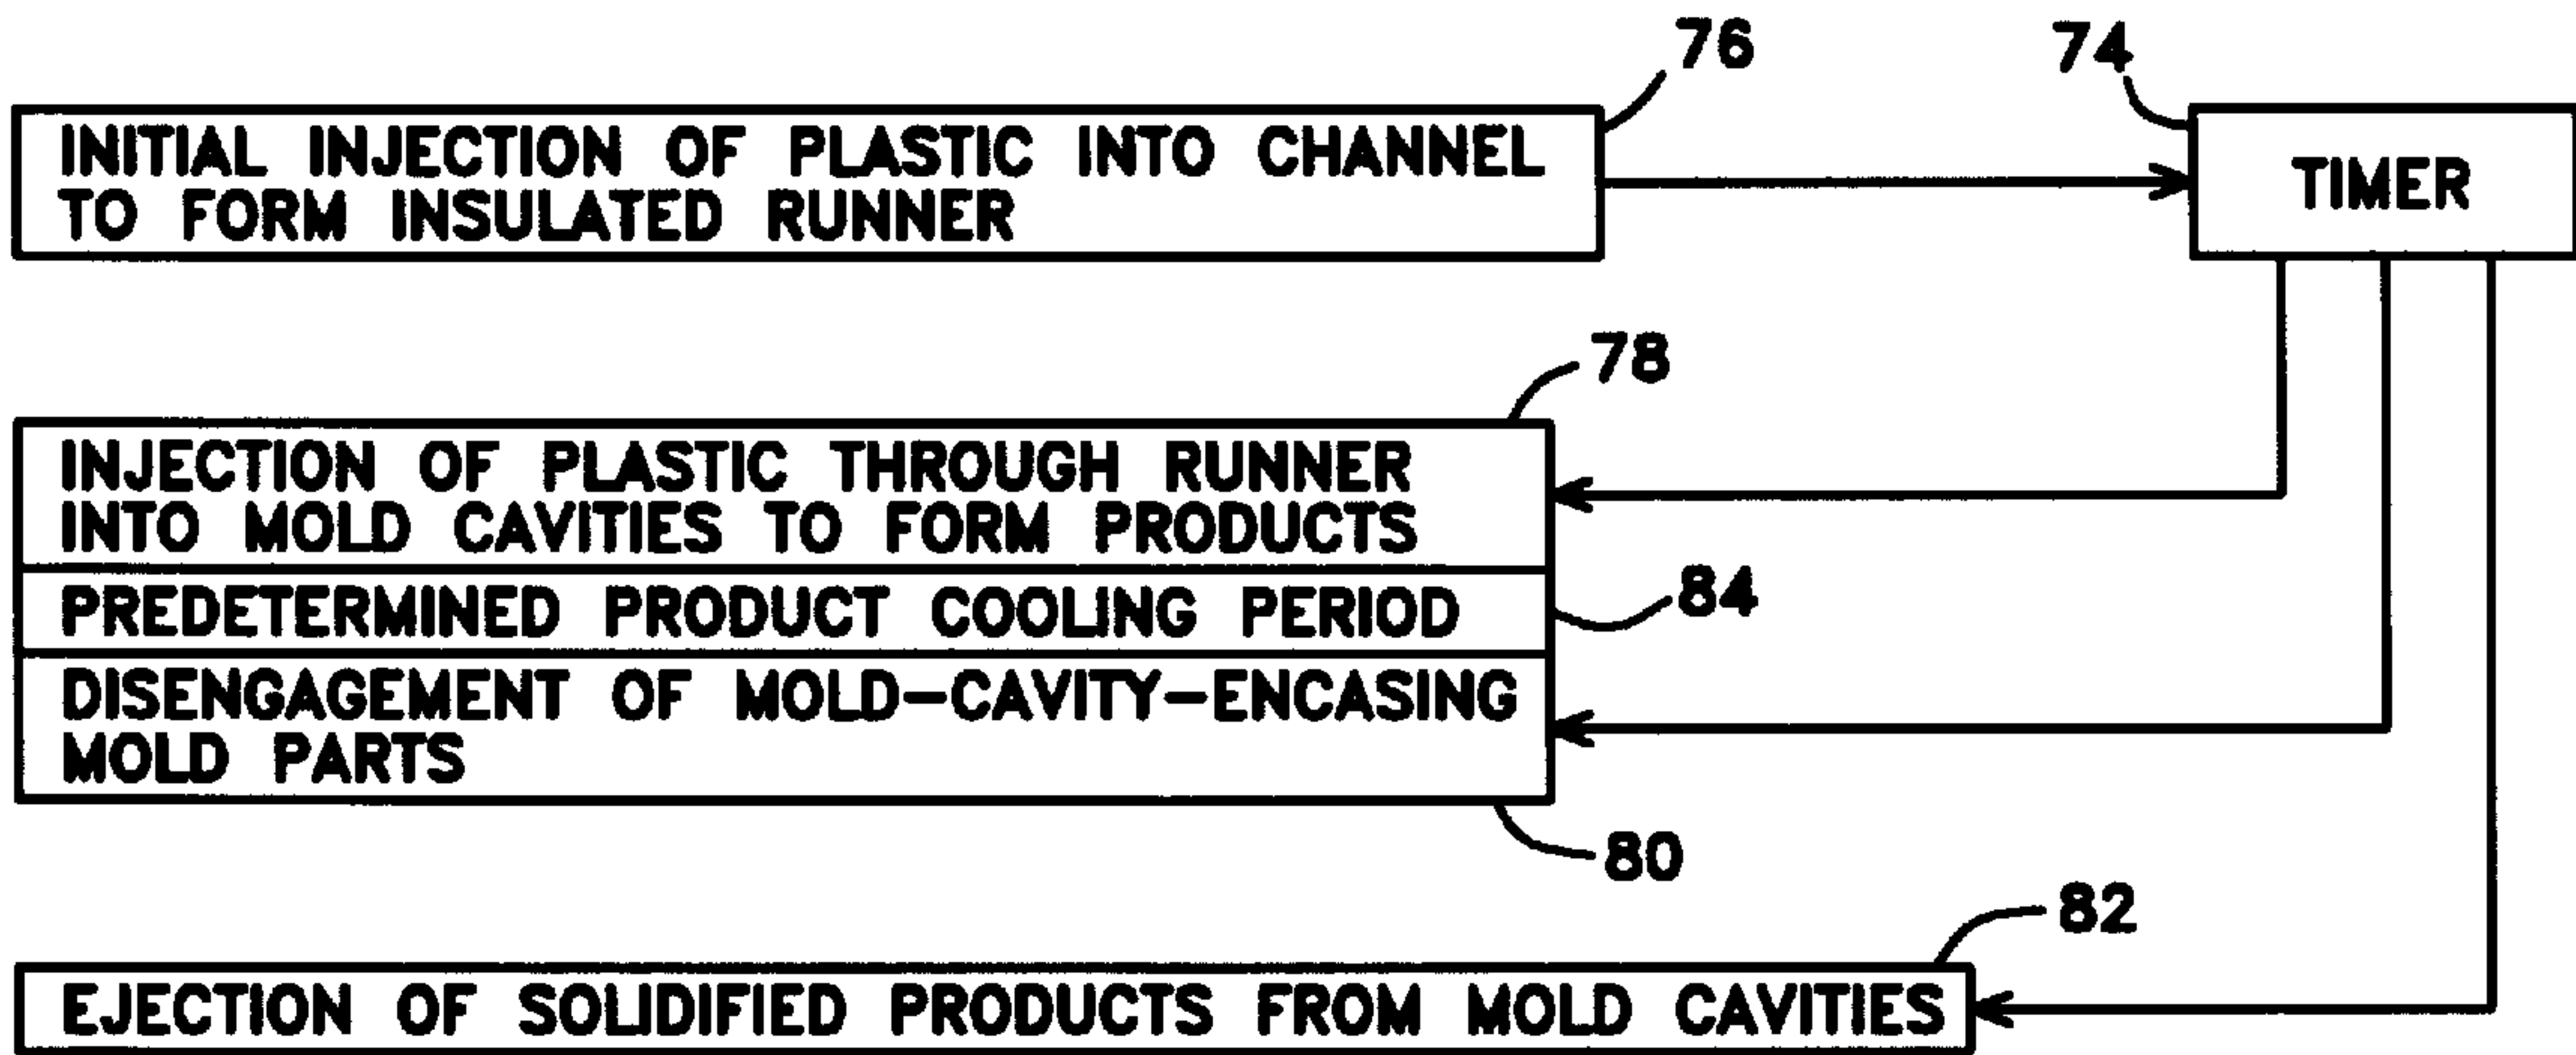 76
74
INITIAL INJECTION OF PLASTIC INTO CHANNEL
TO FORM INSULATED RUNNER
TIMER
78
INJECTION OF PLASTIC THROUGH RUNNER
INTO MOLD CAVITIES TO FORM PRODUCTS
PREDETERMINED PRODUCT COOLING PERIOD
84
DISENGAGEMENT OF MOLD-CAVITY-ENCASING
MOLD PARTS
80
82
EJECTION OF SOLIDIFIED PRODUCTS FROM MOLD CAVITIES